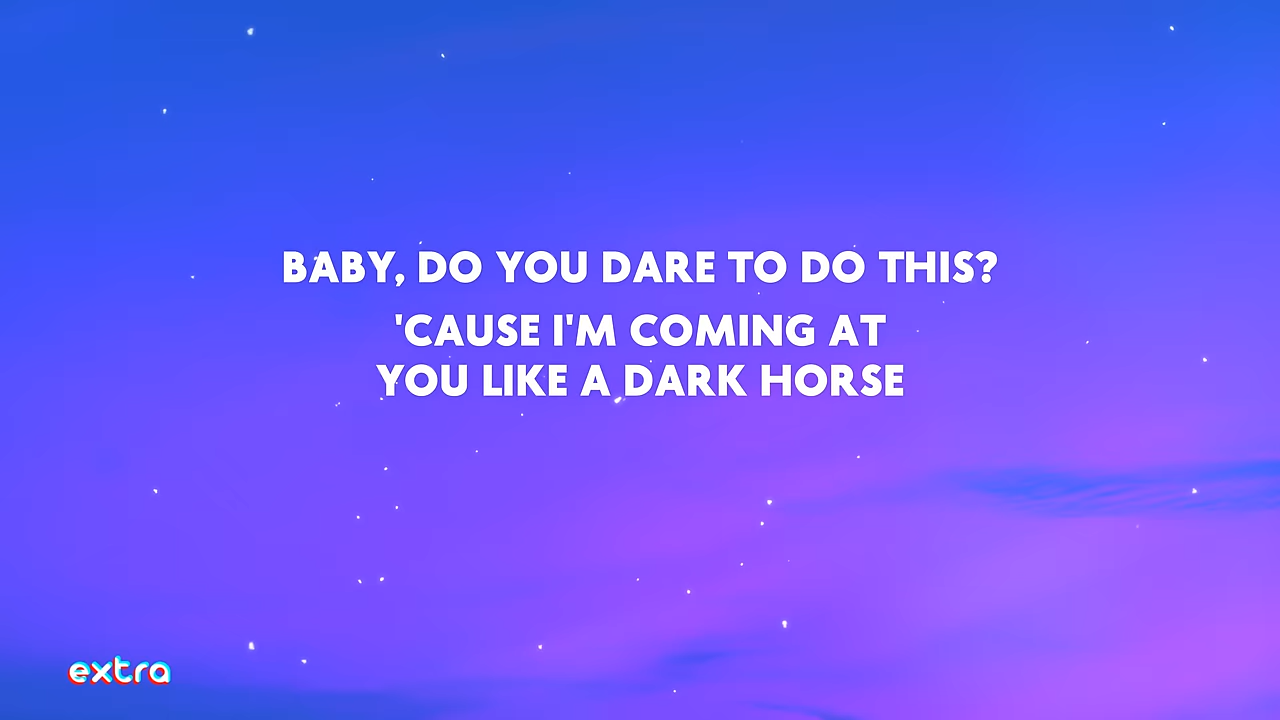 BABY, DO YOU DARE TO DO THIS?
'CAUSE I'M COMING AT
YOU LIKE A DARK HORSE
extra